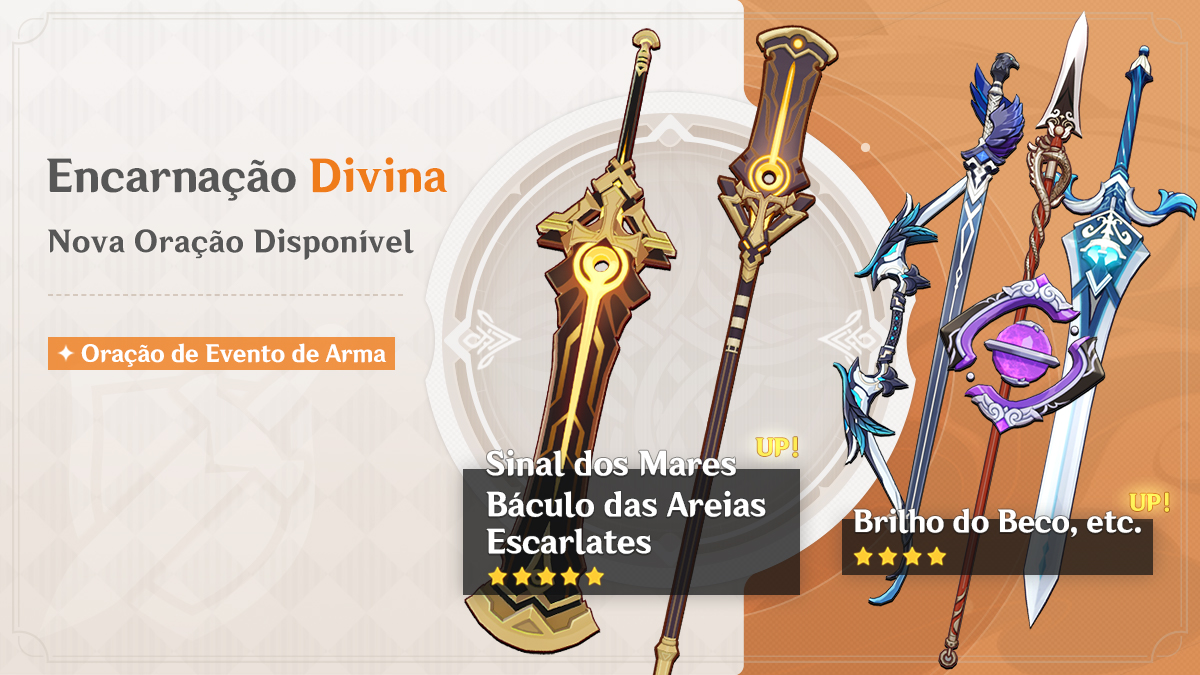 Encarnação Divina
Nova Oração Disponível
✦ Oração de Evento de Arma
UP!
Sinal dos Mares
Báculo das Areias
Escarlates
UP!
Brilho do Beco, etc.